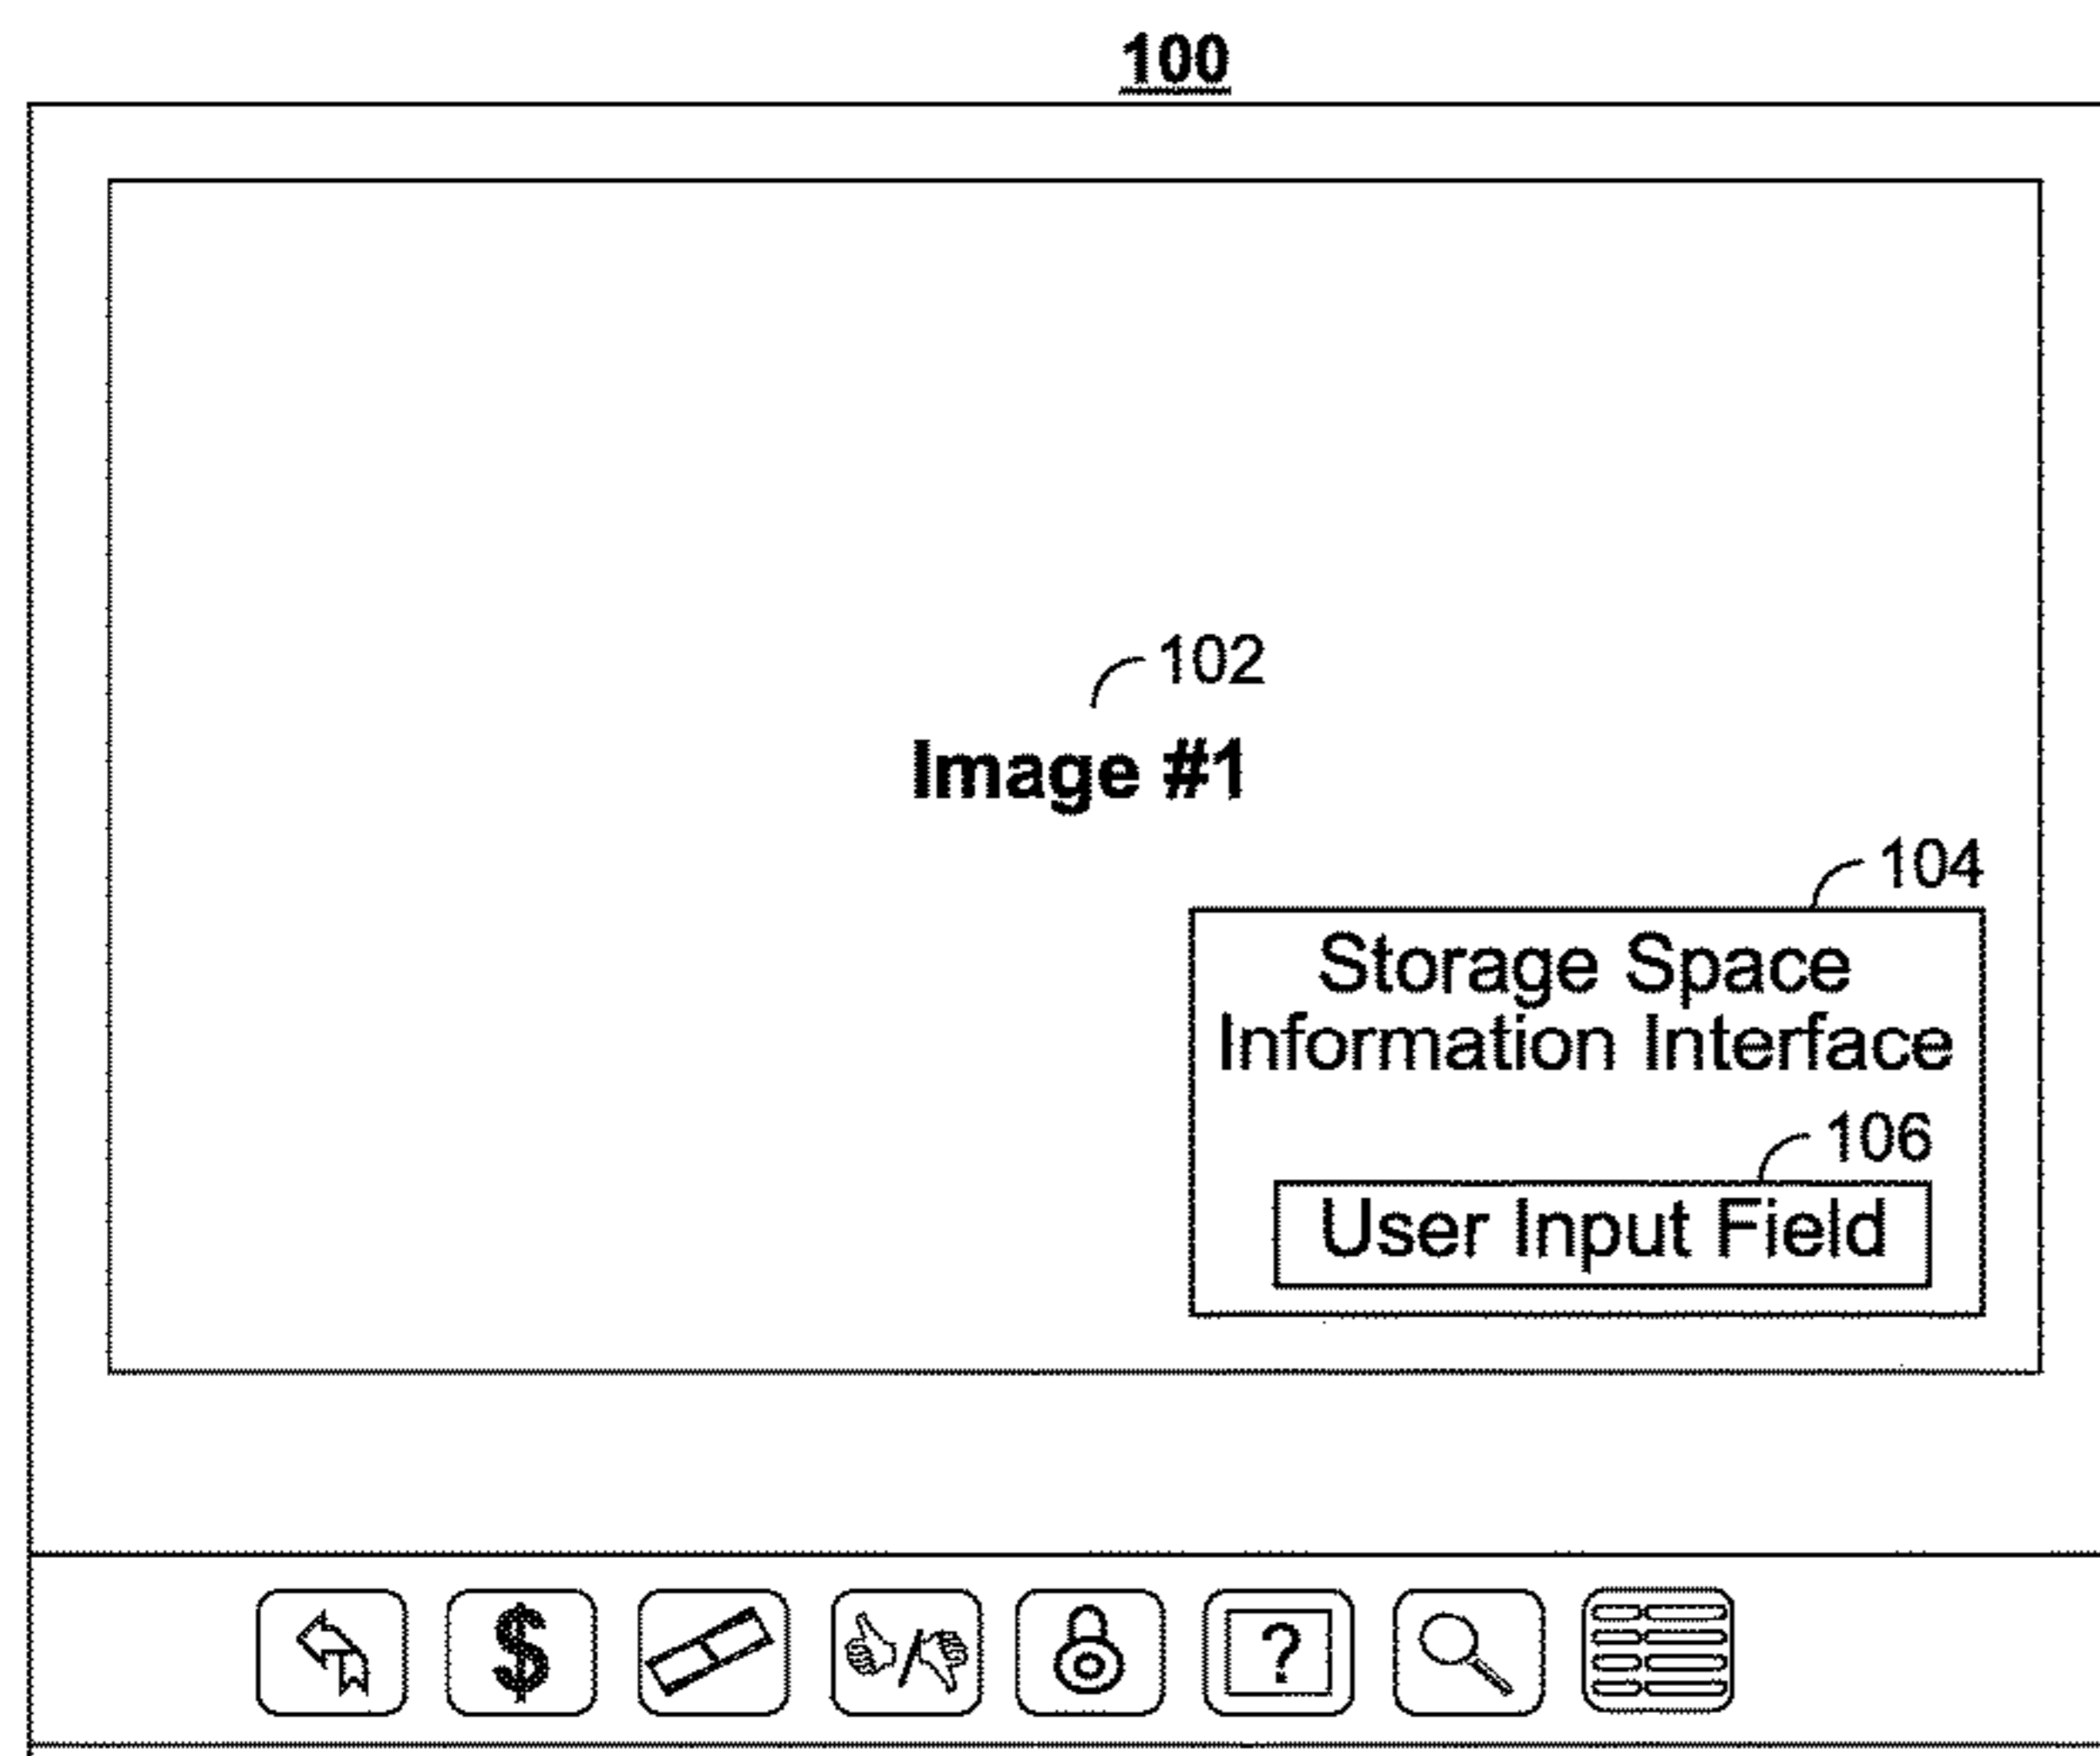 100
102
Image #1
104
Storage Space
Information Interface
106
User Input Field
$
?